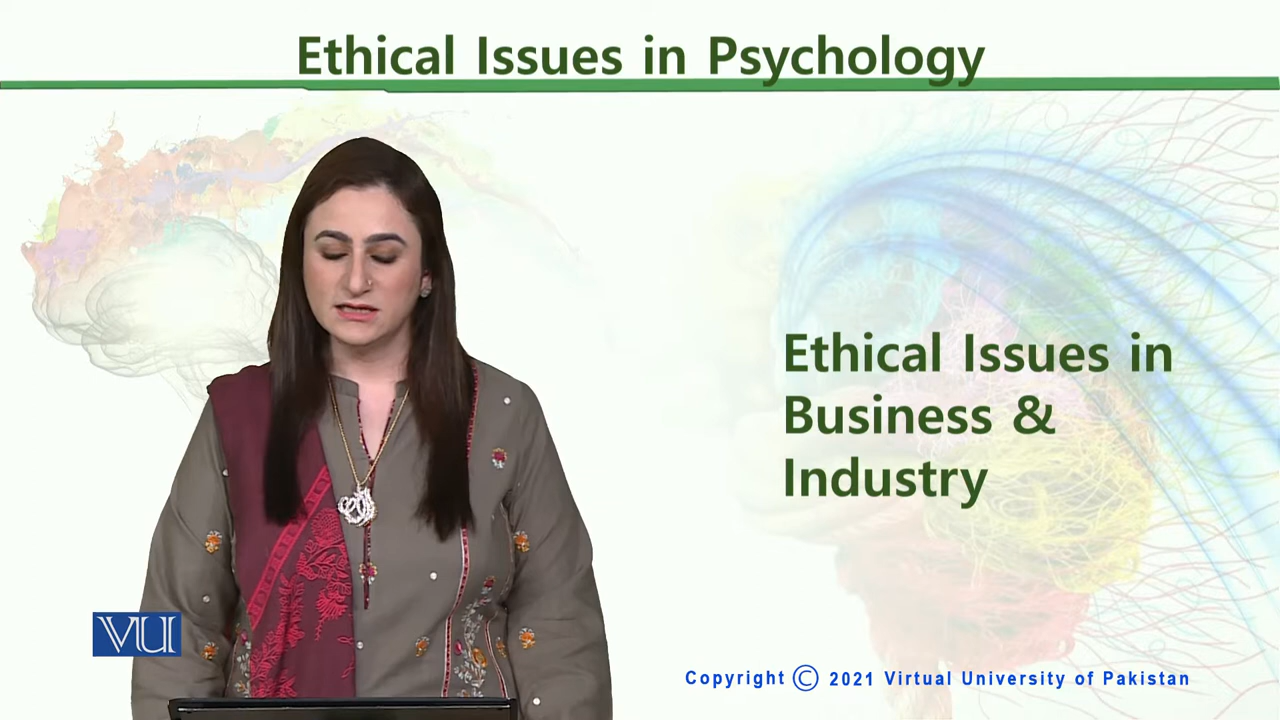 Ethical Issues in Psychology
Ethical Issues in
Business &
Industry
VU
Copyright © 2021 Virtual University of Pakistan